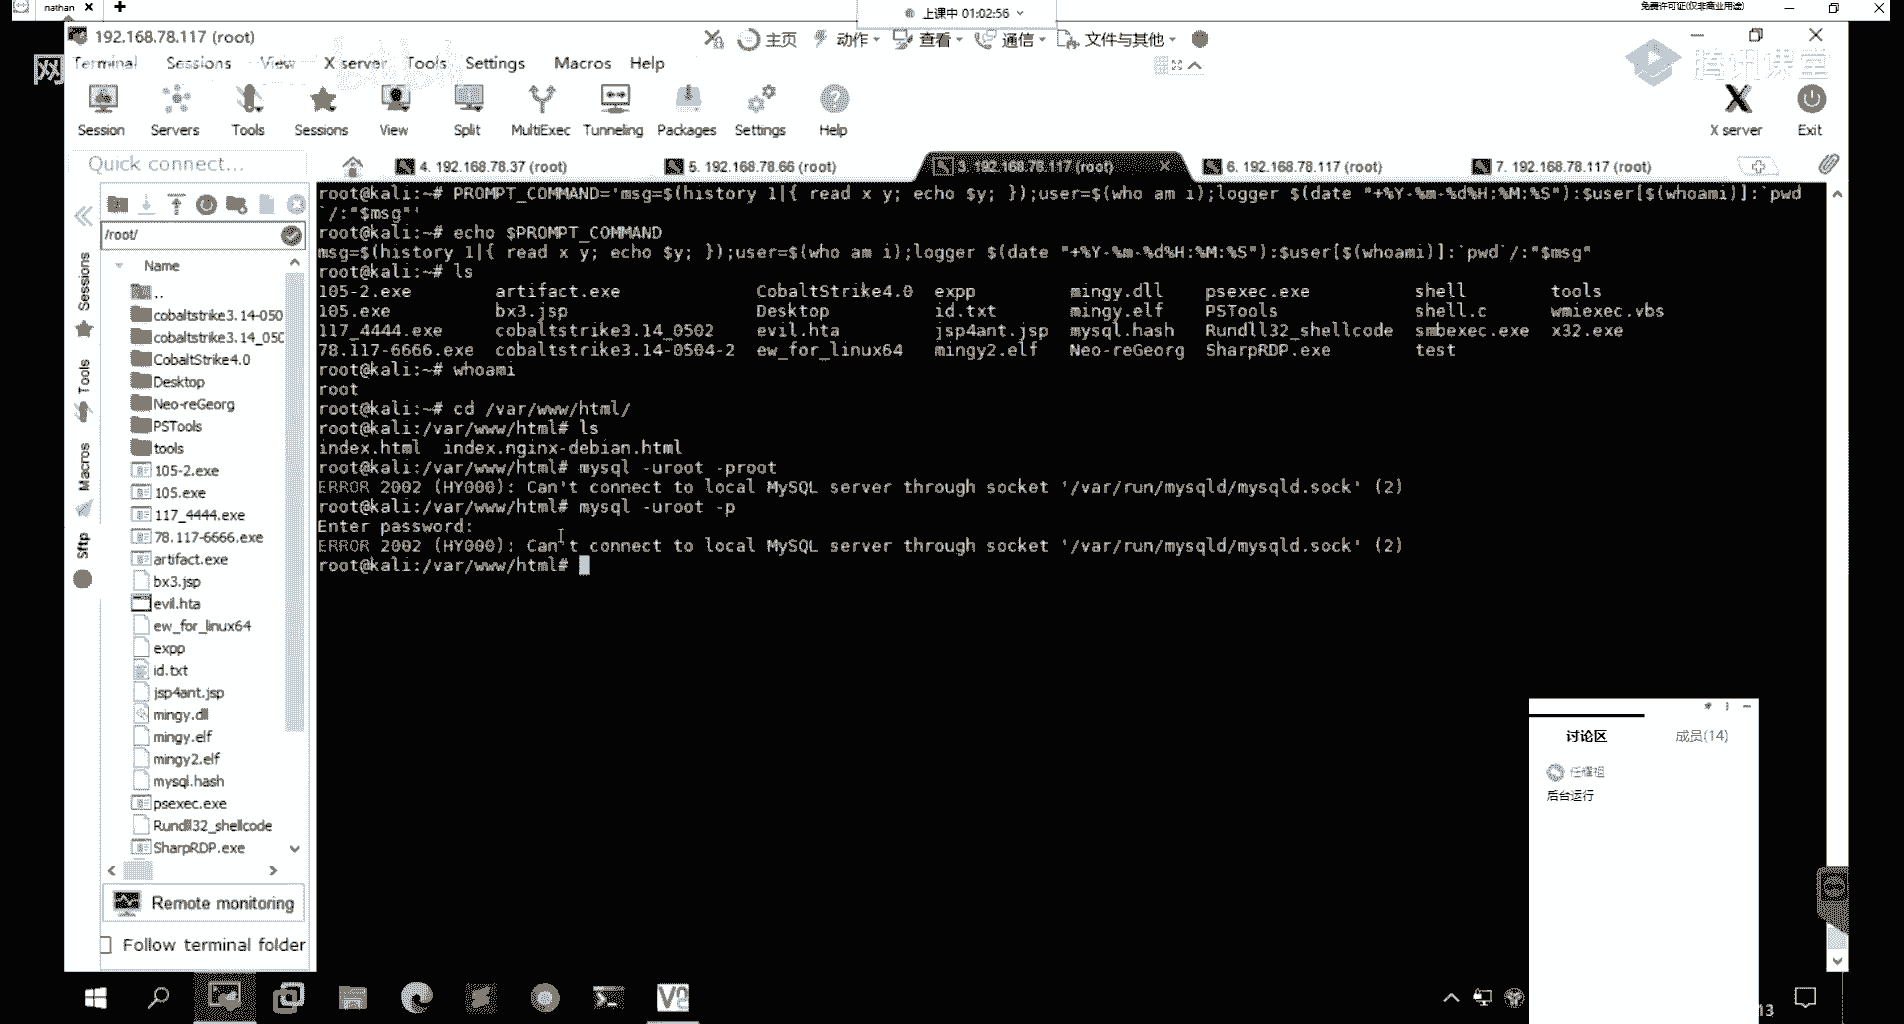 nathan
上课中 01:02:56
免费许可证(仅非商业用途)
192.168.78.117 (root)
主页 动作 查看 通信 文件与其他
Terminal Sessions View X server Tools Settings Macros Help
腾讯课堂
Session Servers Tools Sessions View Split MultiExec Tunneling Packages Settings Help X server Exit
Quick connect...
4. 192.168.78.37 (root) 5. 192.168.78.66 (root) 3. 192.168.78.117 (root) 6. 192.168.78.117 (root) 7. 192.168.78.117 (root)
Sessions
Tools
Macros
Sftp
/root/
Name
..
cobaltstrike3.14-050
cobaltstrike3.14_050
CobaltStrike4.0
Desktop
Neo-reGeorg
PSTools
tools
105-2.exe
105.exe
117_4444.exe
78.117-6666.exe
artifact.exe
bx3.jsp
evil.hta
ew_for_linux64
expp
id.txt
jsp4ant.jsp
mingy.dll
mingy.elf
mingy2.elf
mysql.hash
psexec.exe
Rundll32_shellcode
SharpRDP.exe
Remote monitoring
Follow terminal folder
root@kali:~# PROMPT_COMMAND='msg=$(history 1|{ read x y; echo $y; });user=$(who am i);logger $(date "+%Y-%m-%d%H:%M:%S"):$user[$(whoami)]:`pwd
`/:"$msg"'
root@kali:~# echo $PROMPT_COMMAND
msg=$(history 1|{ read x y; echo $y; });user=$(who am i);logger $(date "+%Y-%m-%d%H:%M:%S"):$user[$(whoami)]:`pwd`/:"$msg"
root@kali:~# ls
105-2.exe artifact.exe CobaltStrike4.0 expp mingy.dll psexec.exe shell tools
105.exe bx3.jsp Desktop id.txt mingy.elf PSTools shell.c wmiexec.vbs
117_4444.exe cobaltstrike3.14_0502 evil.hta jsp4ant.jsp mysql.hash Rundll32_shellcode smbexec.exe x32.exe
78.117-6666.exe cobaltstrike3.14-0504-2 ew_for_linux64 mingy2.elf Neo-reGeorg SharpRDP.exe test
root@kali:~# whoami
root
root@kali:~# cd /var/www/html/
root@kali:/var/www/html# ls
index.html index.nginx-debian.html
root@kali:/var/www/html# mysql -uroot -proot
ERROR 2002 (HY000): Can't connect to local MySQL server through socket '/var/run/mysqld/mysqld.sock' (2)
root@kali:/var/www/html# mysql -uroot -p
Enter password:
ERROR 2002 (HY000): Can't connect to local MySQL server through socket '/var/run/mysqld/mysqld.sock' (2)
root@kali:/var/www/html#
讨论区 成员(14)
后台运行
13